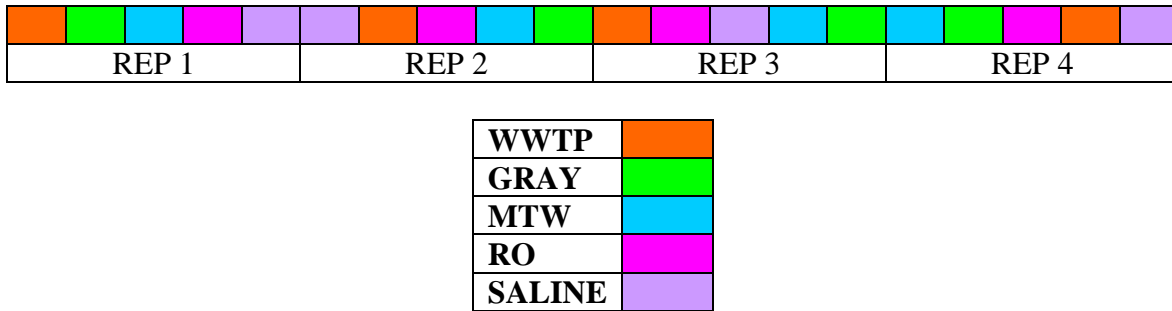 REP 1 REP 2 REP 3 REP 4
WWTP
GRAY
MTW
RO
SALINE